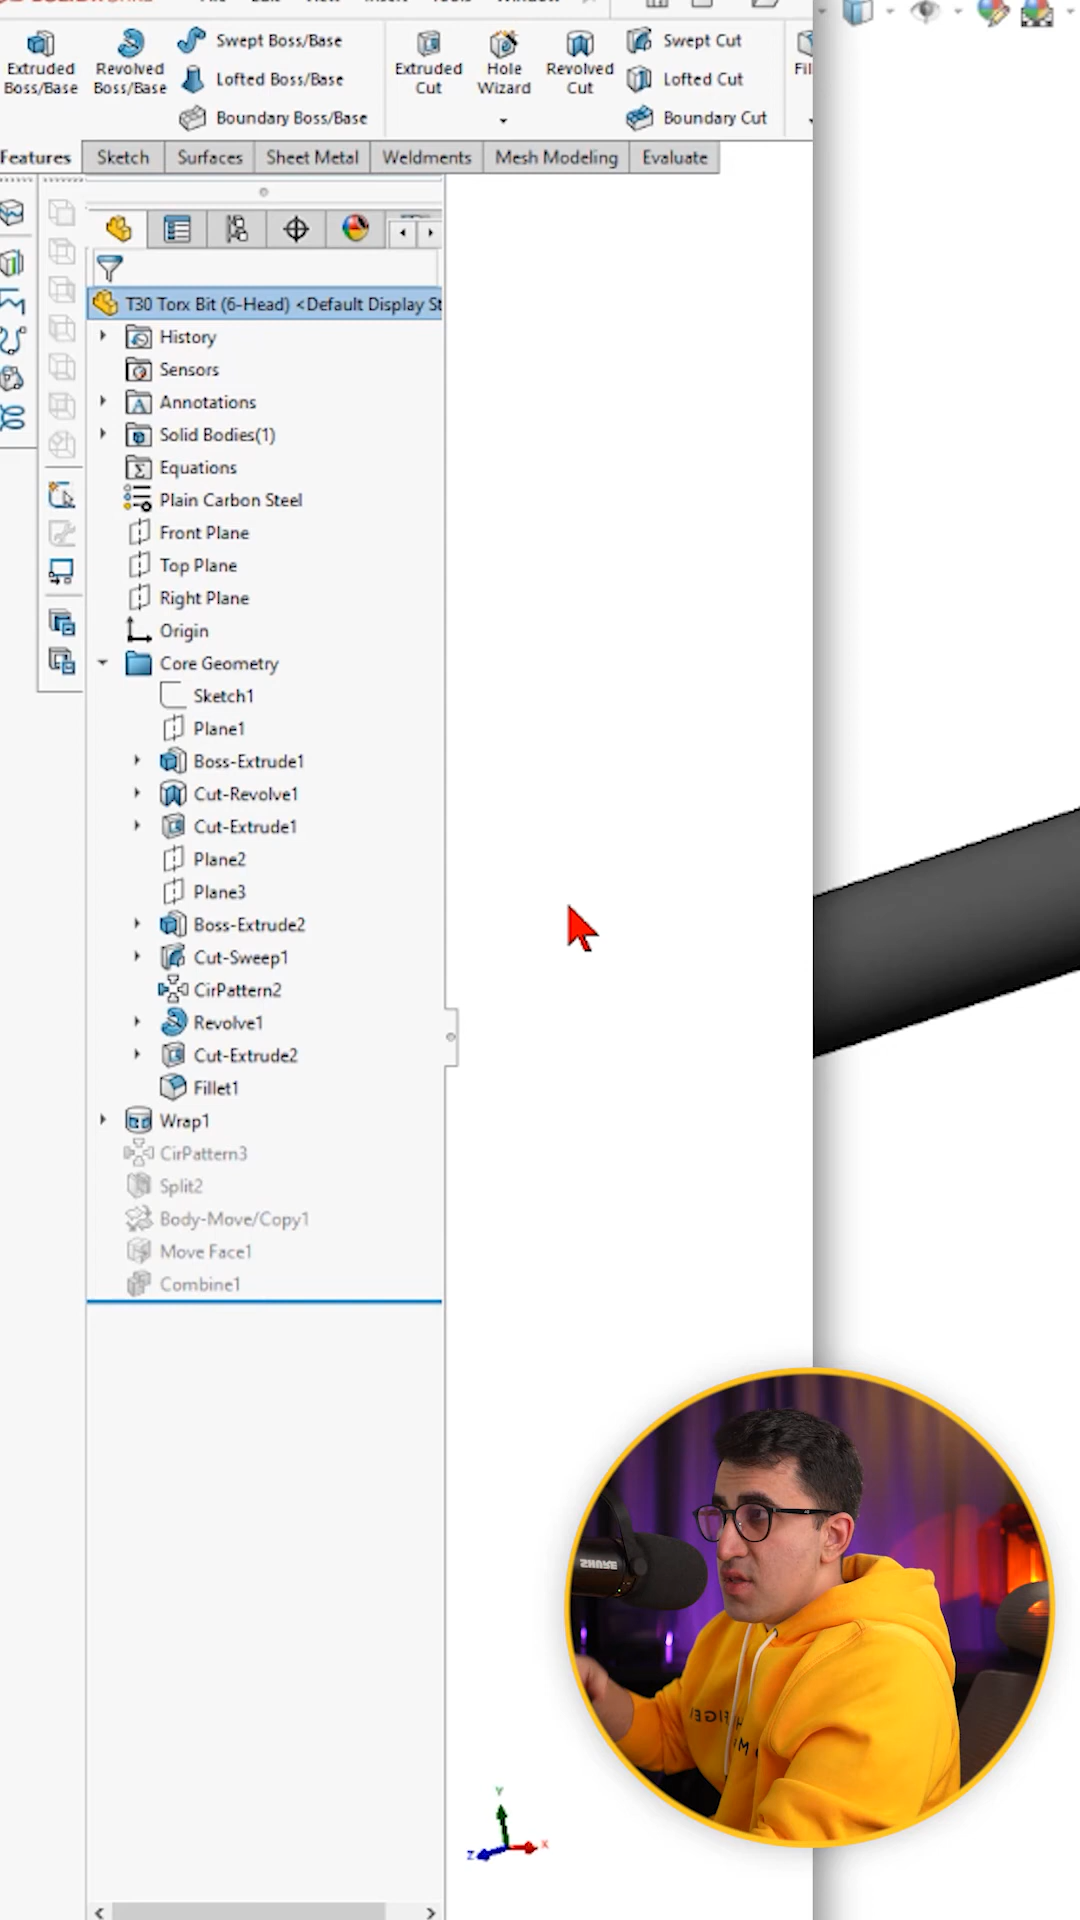 Extruded Boss/Base
Revolved Boss/Base
Swept Boss/Base
Lofted Boss/Base
Boundary Boss/Base
Extruded Cut
Hole Wizard
Revolved Cut
Swept Cut
Lofted Cut
Boundary Cut
Fil
Features
Sketch
Surfaces
Sheet Metal
Weldments
Mesh Modeling
Evaluate
T30 Torx Bit (6-Head) <Default Display St
History
Sensors
Annotations
Solid Bodies(1)
Equations
Plain Carbon Steel
Front Plane
Top Plane
Right Plane
Origin
Core Geometry
Sketch1
Plane1
Boss-Extrude1
Cut-Revolve1
Cut-Extrude1
Plane2
Plane3
Boss-Extrude2
Cut-Sweep1
CirPattern2
Revolve1
Cut-Extrude2
Fillet1
Wrap1
CirPattern3
Split2
Body-Move/Copy1
Move Face1
Combine1
SHURE
Y
X
Z